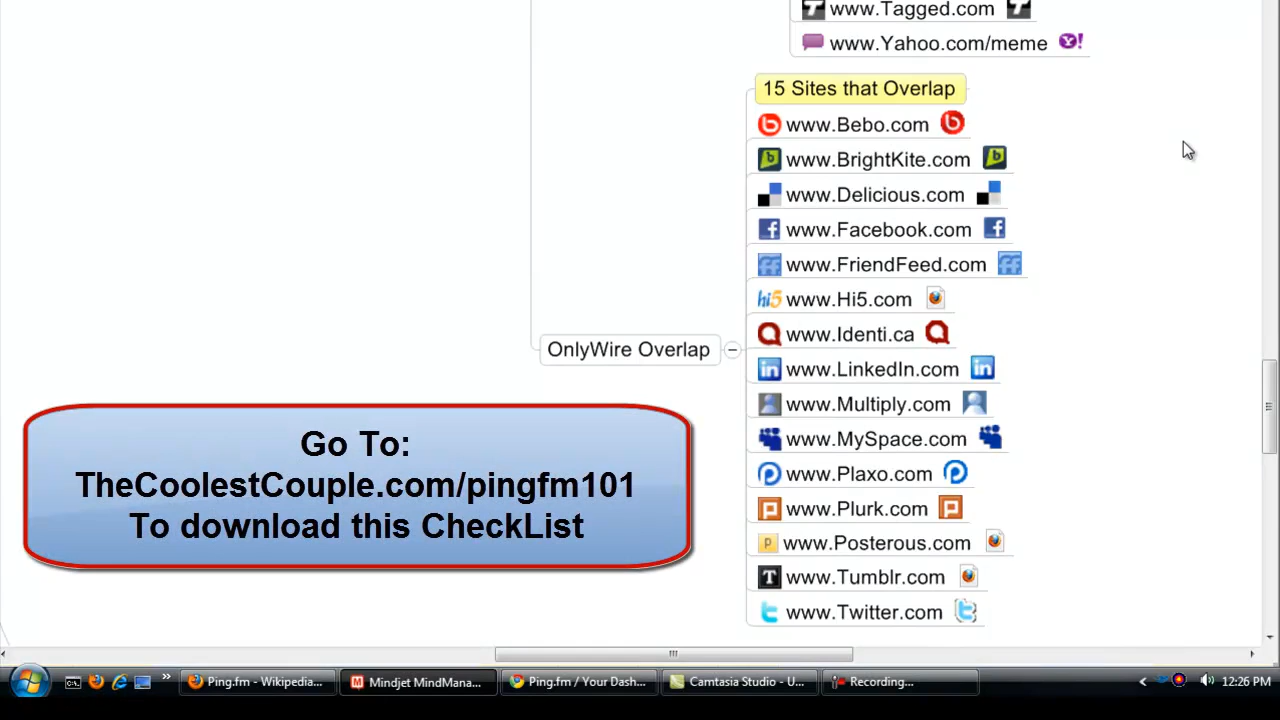 www.Tagged.com
www.Yahoo.com/meme
15 Sites that Overlap
www.Bebo.com
www.BrightKite.com
www.Delicious.com
www.Facebook.com
www.FriendFeed.com
hi5 www.Hi5.com
www.Identi.ca
OnlyWire Overlap
www.LinkedIn.com
www.Multiply.com
www.MySpace.com
www.Plaxo.com
www.Plurk.com
www.Posterous.com
www.Tumblr.com
www.Twitter.com
Go To:
TheCoolestCouple.com/pingfm101
To download this CheckList
Ping.fm - Wikipedia...
Mindjet MindMana...
Ping.fm / Your Dash...
Camtasia Studio - U...
Recording...
12:26 PM